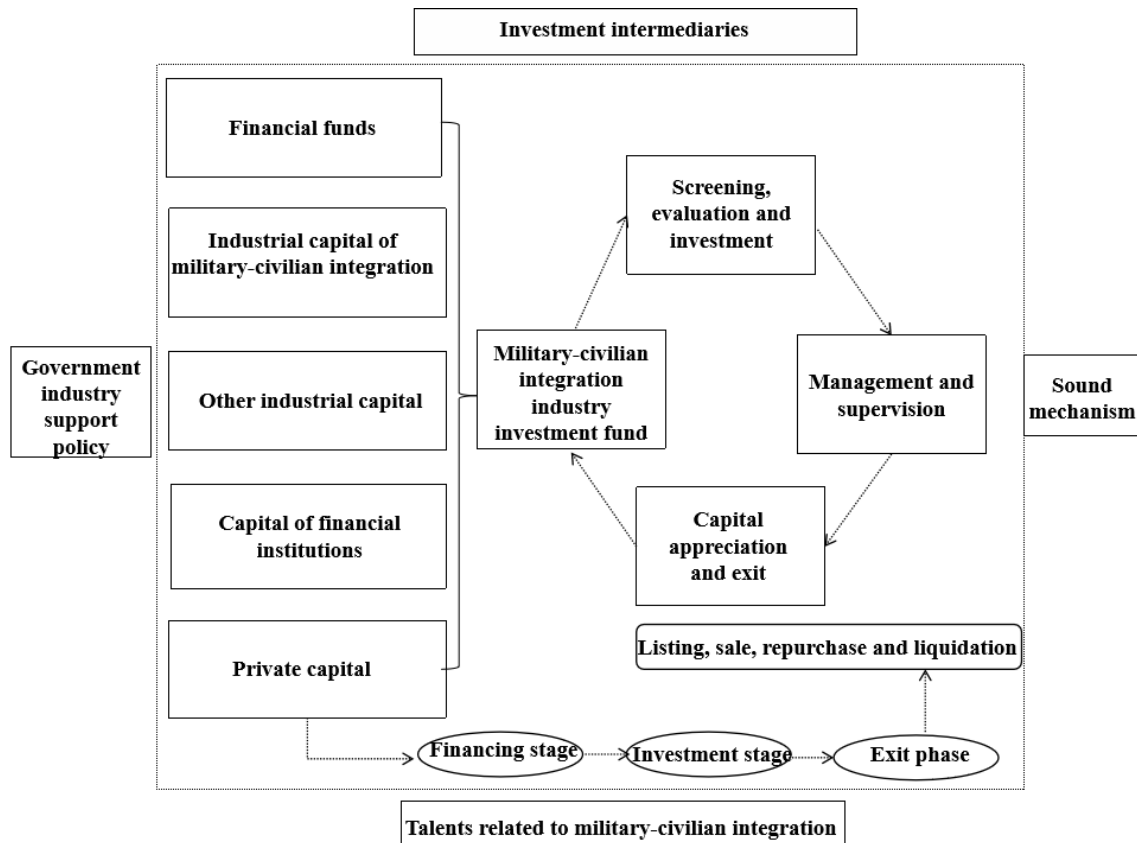 Investment intermediaries
Financial funds
Industrial capital of
military-civilian integration
Other industrial capital
Capital of financial
institutions
Private capital
Government
industry
support
policy
Military-civilian
integration
industry
investment fund
Screening,
evaluation and
investment
Management and
supervision
Capital
appreciation
and exit
Sound
mechanism
Listing, sale, repurchase and liquidation
Financing stage
Investment stage
Exit phase
Talents related to military-civilian integration